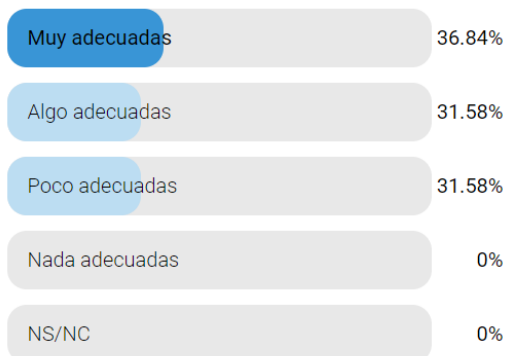 Muy adecuadas 36.84%
Algo adecuadas 31.58%
Poco adecuadas 31.58%
Nada adecuadas 0%
NS/NC 0%